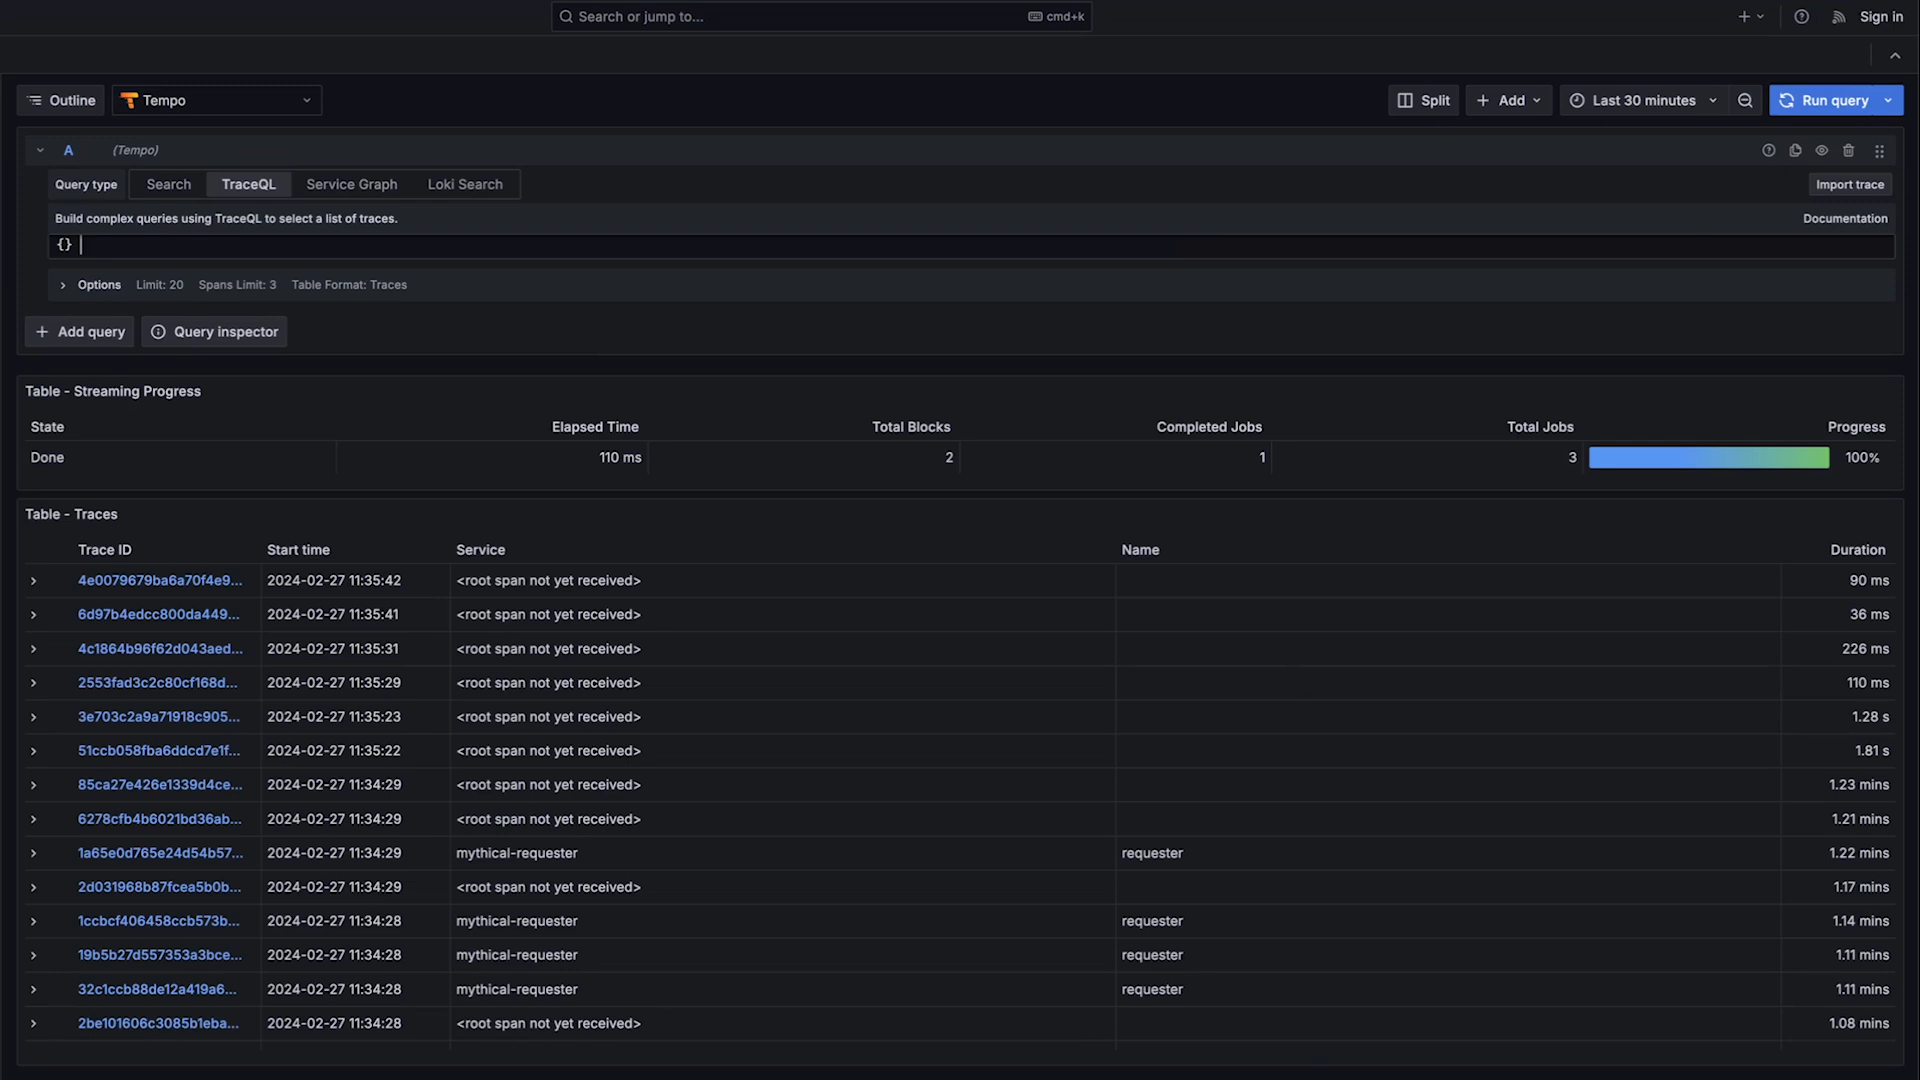 Search or jump to... cmd+k Sign in
Outline Tempo Split Add Last 30 minutes Run query
A (Tempo)
Query type Search TraceQL Service Graph Loki Search Import trace
Build complex queries using TraceQL to select a list of traces. Documentation
{}
Options Limit: 20 Spans Limit: 3 Table Format: Traces
Add query Query inspector
Table - Streaming Progress
State Elapsed Time Total Blocks Completed Jobs Total Jobs Progress
Done 110 ms 2 1 3 100%
Table - Traces
Trace ID Start time Service Name Duration
4e0079679ba6a70f4e9... 2024-02-27 11:35:42 <root span not yet received> 90 ms
6d97b4edcc800da449... 2024-02-27 11:35:41 <root span not yet received> 36 ms
4c1864b96f62d043aed... 2024-02-27 11:35:31 <root span not yet received> 226 ms
2553fad3c2c80cf168d... 2024-02-27 11:35:29 <root span not yet received> 110 ms
3e703c2a9a71918c905... 2024-02-27 11:35:23 <root span not yet received> 1.28 s
51ccb058fba6ddcd7e1f... 2024-02-27 11:35:22 <root span not yet received> 1.81 s
85ca27e426e1339d4ce... 2024-02-27 11:34:29 <root span not yet received> 1.23 mins
6278cfb4b6021bd36ab... 2024-02-27 11:34:29 <root span not yet received> 1.21 mins
1a65e0d765e24d54b57... 2024-02-27 11:34:29 mythical-requester requester 1.22 mins
2d031968b87fcea5b0b... 2024-02-27 11:34:29 <root span not yet received> 1.17 mins
1ccbcf406458ccb573b... 2024-02-27 11:34:28 mythical-requester requester 1.14 mins
19b5b27d557353a3bce... 2024-02-27 11:34:28 mythical-requester requester 1.11 mins
32c1ccb88de12a419a6... 2024-02-27 11:34:28 mythical-requester requester 1.11 mins
2be101606c3085b1eba... 2024-02-27 11:34:28 <root span not yet received> 1.08 mins